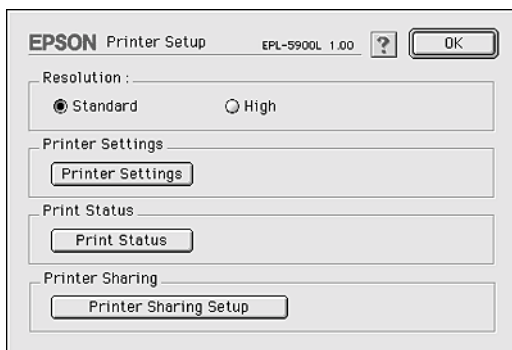 EPSON Printer Setup EPL-5900L 1.00 ? OK
Resolution :
Standard High
Printer Settings
Printer Settings
Print Status
Print Status
Printer Sharing
Printer Sharing Setup